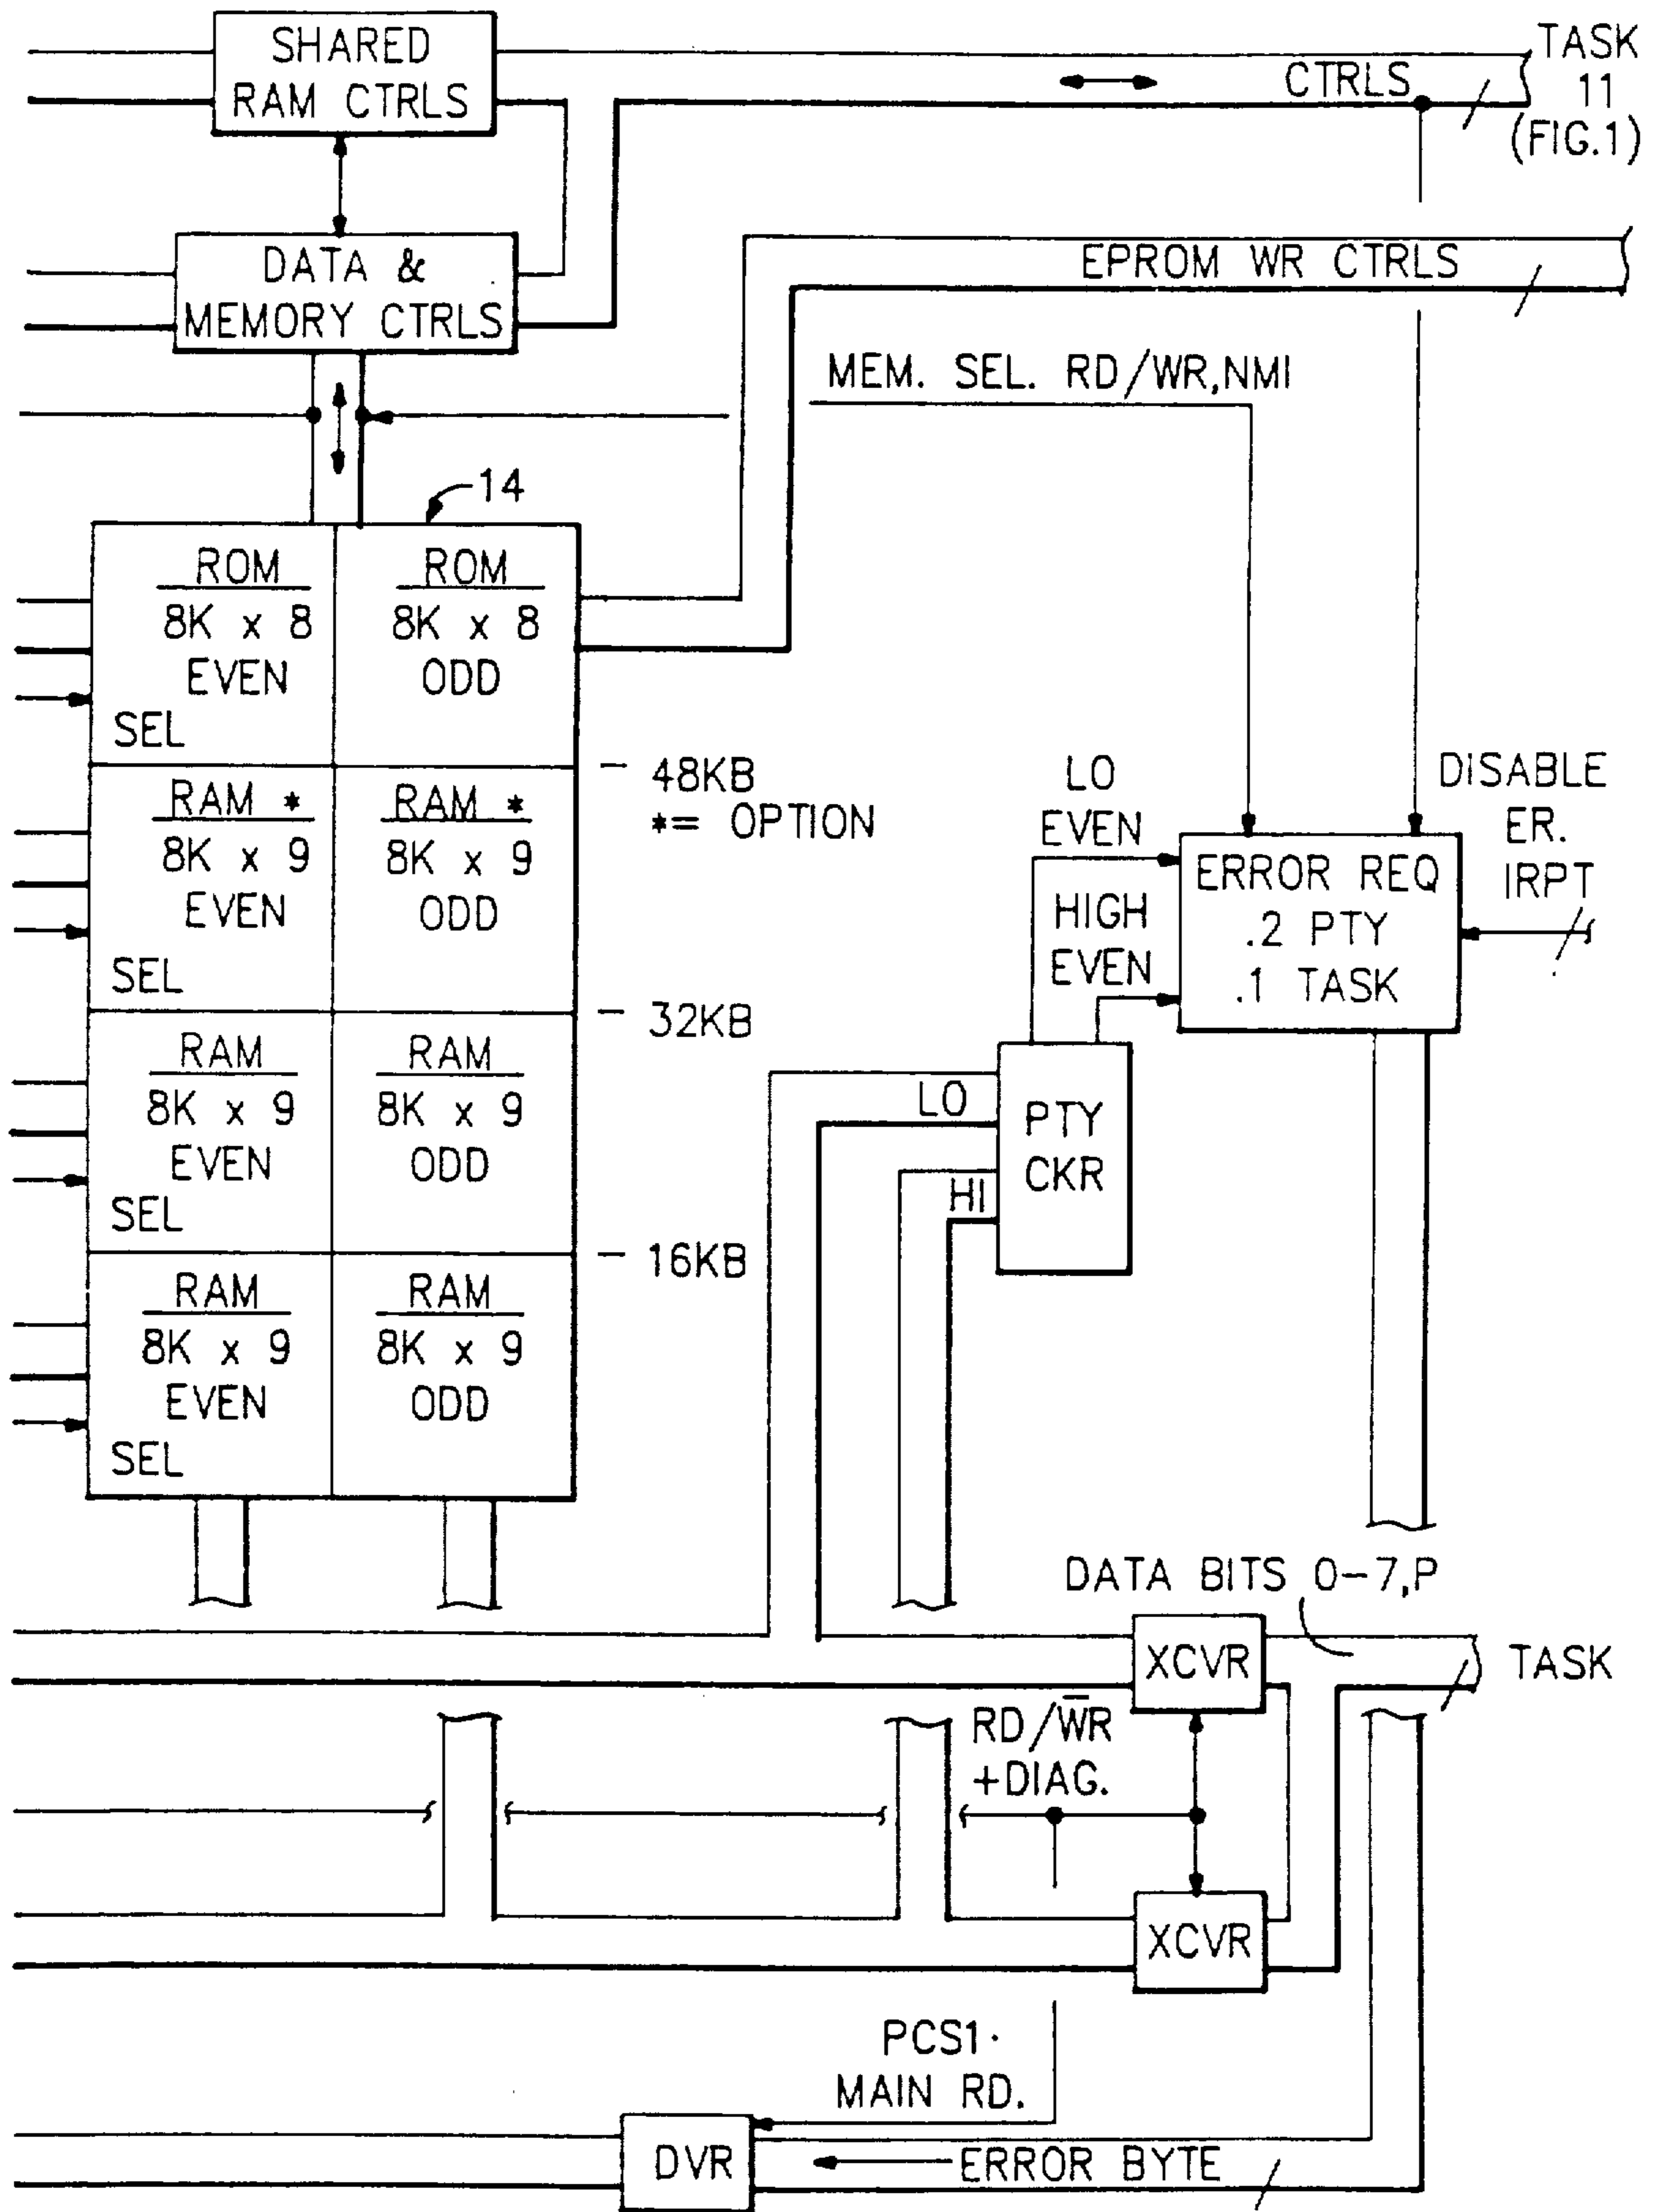 SHARED
RAM CTRLS
CTRLS
TASK
11
(FIG.1)
DATA &
MEMORY CTRLS
EPROM WR CTRLS
MEM. SEL. RD/WR,NMI
14
ROM
8K x 8
EVEN
SEL
ROM
8K x 8
ODD
48KB
*= OPTION
RAM *
8K x 9
EVEN
SEL
RAM *
8K x 9
ODD
32KB
RAM
8K x 9
EVEN
SEL
RAM
8K x 9
ODD
16KB
RAM
8K x 9
EVEN
SEL
RAM
8K x 9
ODD
LO
EVEN
HIGH
EVEN
ERROR REQ
.2 PTY
.1 TASK
DISABLE
ER.
IRPT
LO
HI
PTY
CKR
DATA BITS 0-7,P
XCVR
TASK
RD/W̅R
+DIAG.
XCVR
PCS1·
MAIN RD.
DVR
ERROR BYTE